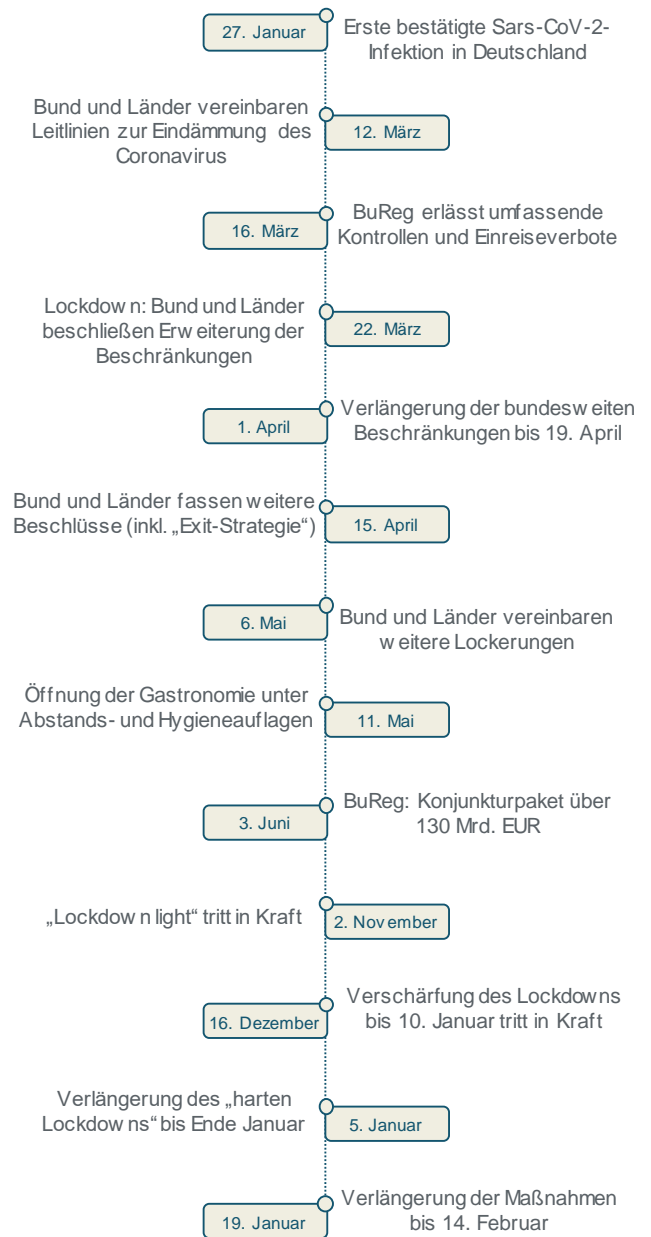 27. Januar
Erste bestätigte Sars-CoV-2-
Infektion in Deutschland
Bund und Länder vereinbaren
Leitlinien zur Eindämmung des
Coronavirus
12. März
16. März
BuReg erlässt umfassende
Kontrollen und Einreiseverbote
Lockdown: Bund und Länder
beschließen Erweiterung der
Beschränkungen
22. März
1. April
Verlängerung der bundesweiten
Beschränkungen bis 19. April
Bund und Länder fassen weitere
Beschlüsse (inkl. „Exit-Strategie“)
15. April
6. Mai
Bund und Länder vereinbaren
weitere Lockerungen
Öffnung der Gastronomie unter
Abstands- und Hygieneauflagen
11. Mai
3. Juni
BuReg: Konjunkturpaket über
130 Mrd. EUR
„Lockdown light“ tritt in Kraft
2. November
16. Dezember
Verschärfung des Lockdowns
bis 10. Januar tritt in Kraft
Verlängerung des „harten
Lockdowns“ bis Ende Januar
5. Januar
19. Januar
Verlängerung der Maßnahmen
bis 14. Februar